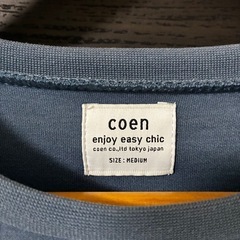 coen
enjoy easy chic
coen co.,ltd tokyo japan
SIZE : MEDIUM